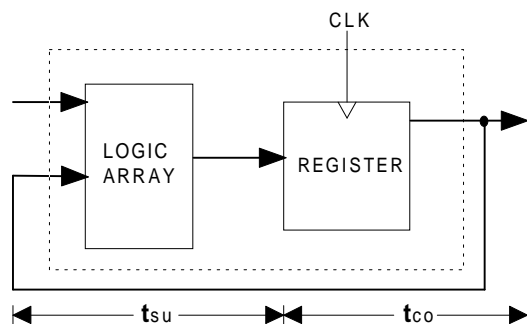 CLK
LOGIC
ARRAY
REGISTER
tsu
tco